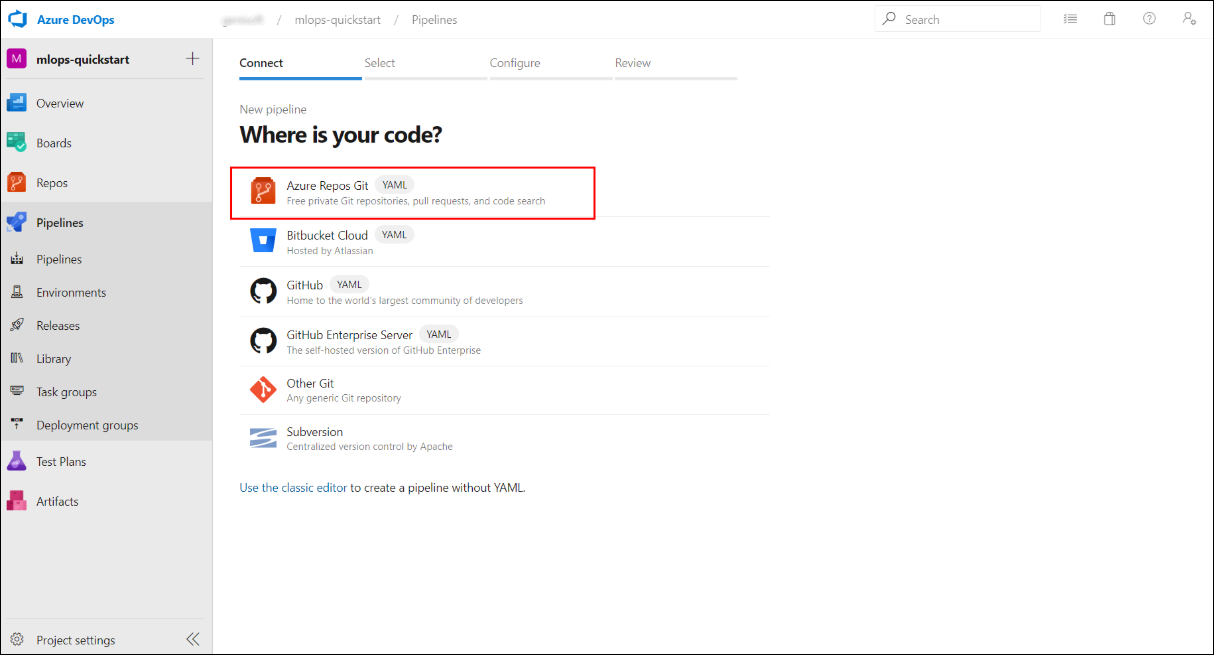 Azure DevOps
/ mlops-quickstart / Pipelines
Search
M mlops-quickstart
Overview
Boards
Repos
Pipelines
Pipelines
Environments
Releases
Library
Task groups
Deployment groups
Test Plans
Artifacts
Project settings
Connect Select Configure Review
New pipeline
Where is your code?
Azure Repos Git YAML
Free private Git repositories, pull requests, and code search
Bitbucket Cloud YAML
Hosted by Atlassian
GitHub YAML
Home to the world's largest community of developers
GitHub Enterprise Server YAML
The self-hosted version of GitHub Enterprise
Other Git
Any generic Git repository
Subversion
Centralized version control by Apache
Use the classic editor to create a pipeline without YAML.